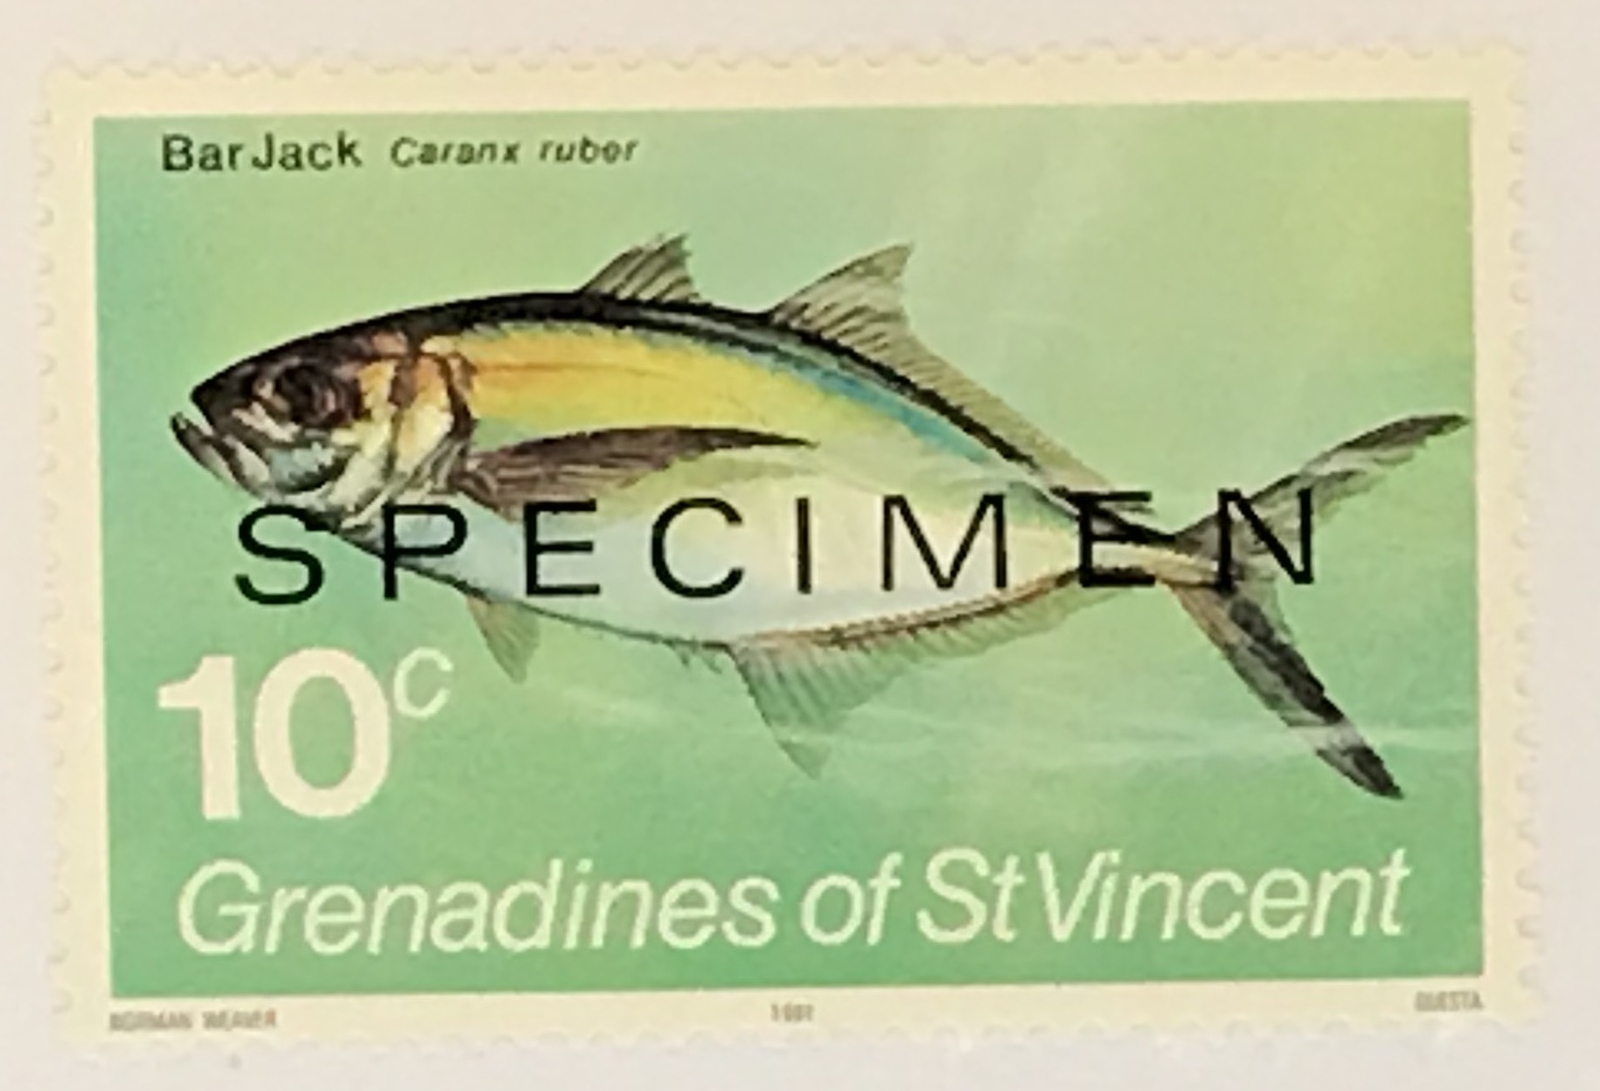 Bar Jack Caranx ruber
SPECIMEN
10c
Grenadines of St Vincent
NORMAN WEAVER 1981 QUESTA